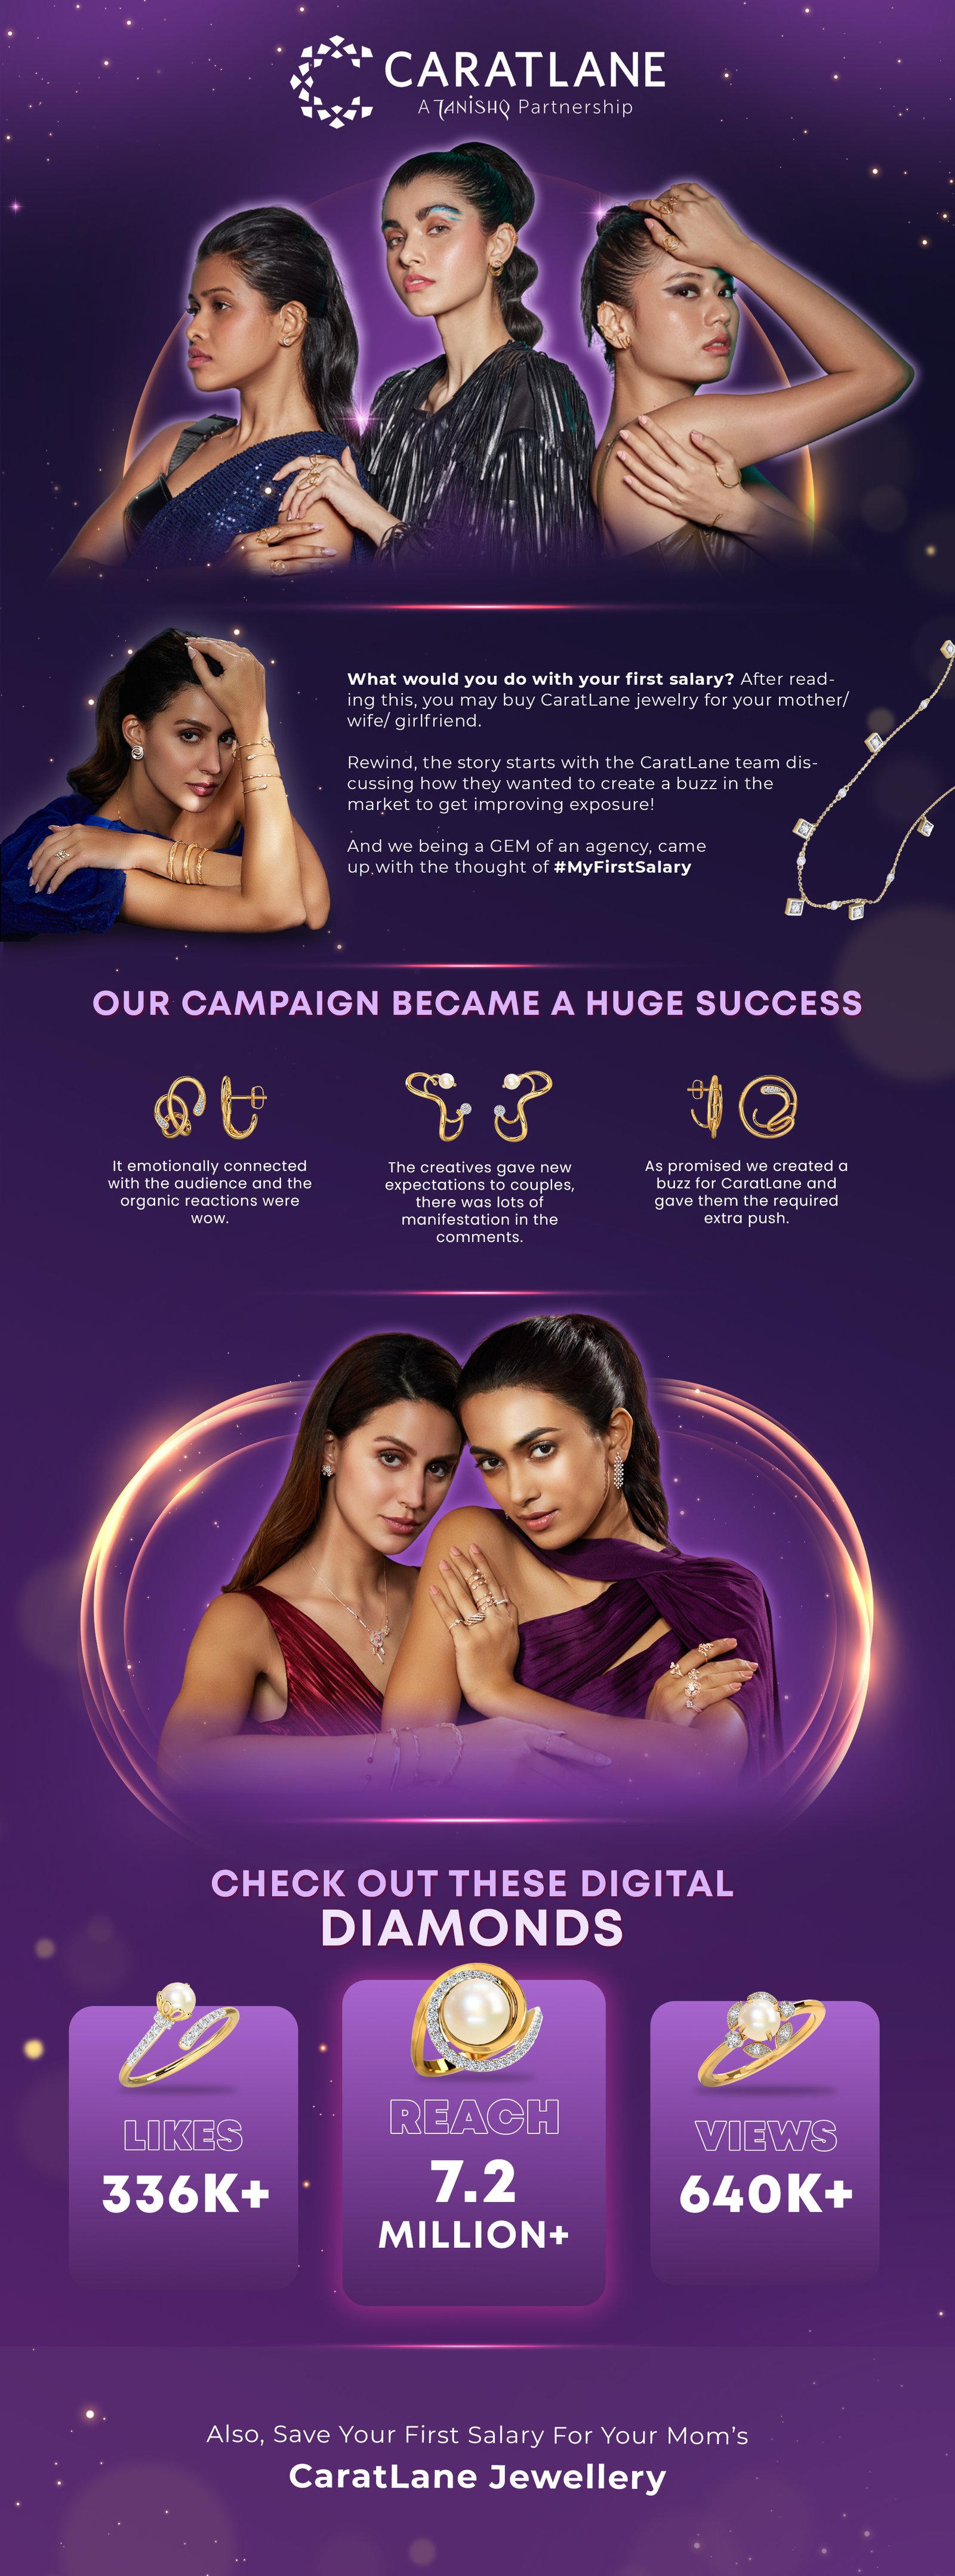 CARATLANE
A TANISHQ Partnership
What would you do with your first salary? After read-
ing this, you may buy CaratLane jewelry for your mother/
wife/ girlfriend.
Rewind, the story starts with the CaratLane team dis-
cussing how they wanted to create a buzz in the
market to get improving exposure!
And we being a GEM of an agency, came
up with the thought of #MyFirstSalary
OUR CAMPAIGN BECAME A HUGE SUCCESS
It emotionally connected
with the audience and the
organic reactions were
wow.
The creatives gave new
expectations to couples,
there was lots of
manifestation in the
comments.
As promised we created a
buzz for CaratLane and
gave them the required
extra push.
CHECK OUT THESE DIGITAL
DIAMONDS
LIKES
336K+
REACH
7.2
MILLION+
VIEWS
640K+
Also, Save Your First Salary For Your Mom's
CaratLane Jewellery